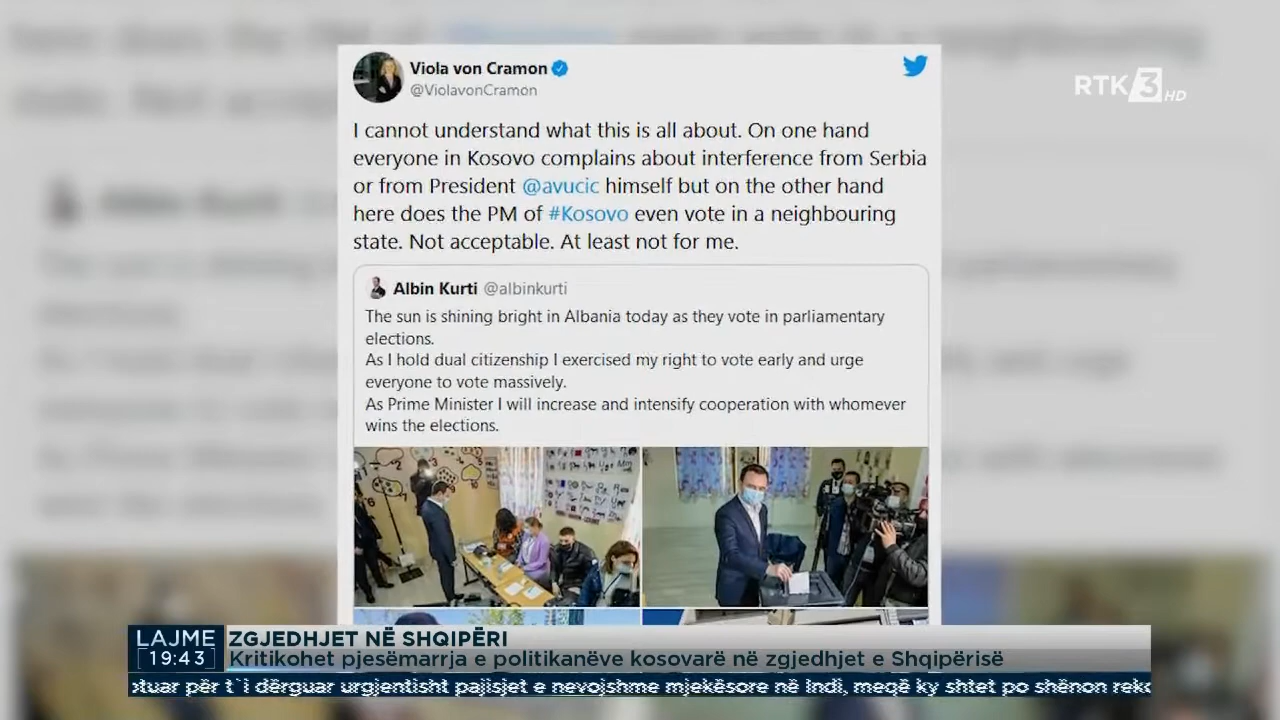 Viola von Cramon
@ViolavonCramon
RTK 3 HD
I cannot understand what this is all about. On one hand
everyone in Kosovo complains about interference from Serbia
or from President @avucic himself but on the other hand
here does the PM of #Kosovo even vote in a neighbouring
state. Not acceptable. At least not for me.
Albin Kurti @albinkurti
The sun is shining bright in Albania today as they vote in parliamentary
elections.
As I hold dual citizenship I exercised my right to vote early and urge
everyone to vote massively.
As Prime Minister I will increase and intensify cooperation with whomever
wins the elections.
LAJME
19:43
ZGJEDHJET NË SHQIPËRI
Kritikohet pjesëmarrja e politikanëve kosovarë në zgjedhjet e Shqipërisë
për t`i dërguar urgjentisht pajisjet e nevojshme mjekësore në Indi, meqë ky shtet po shënon